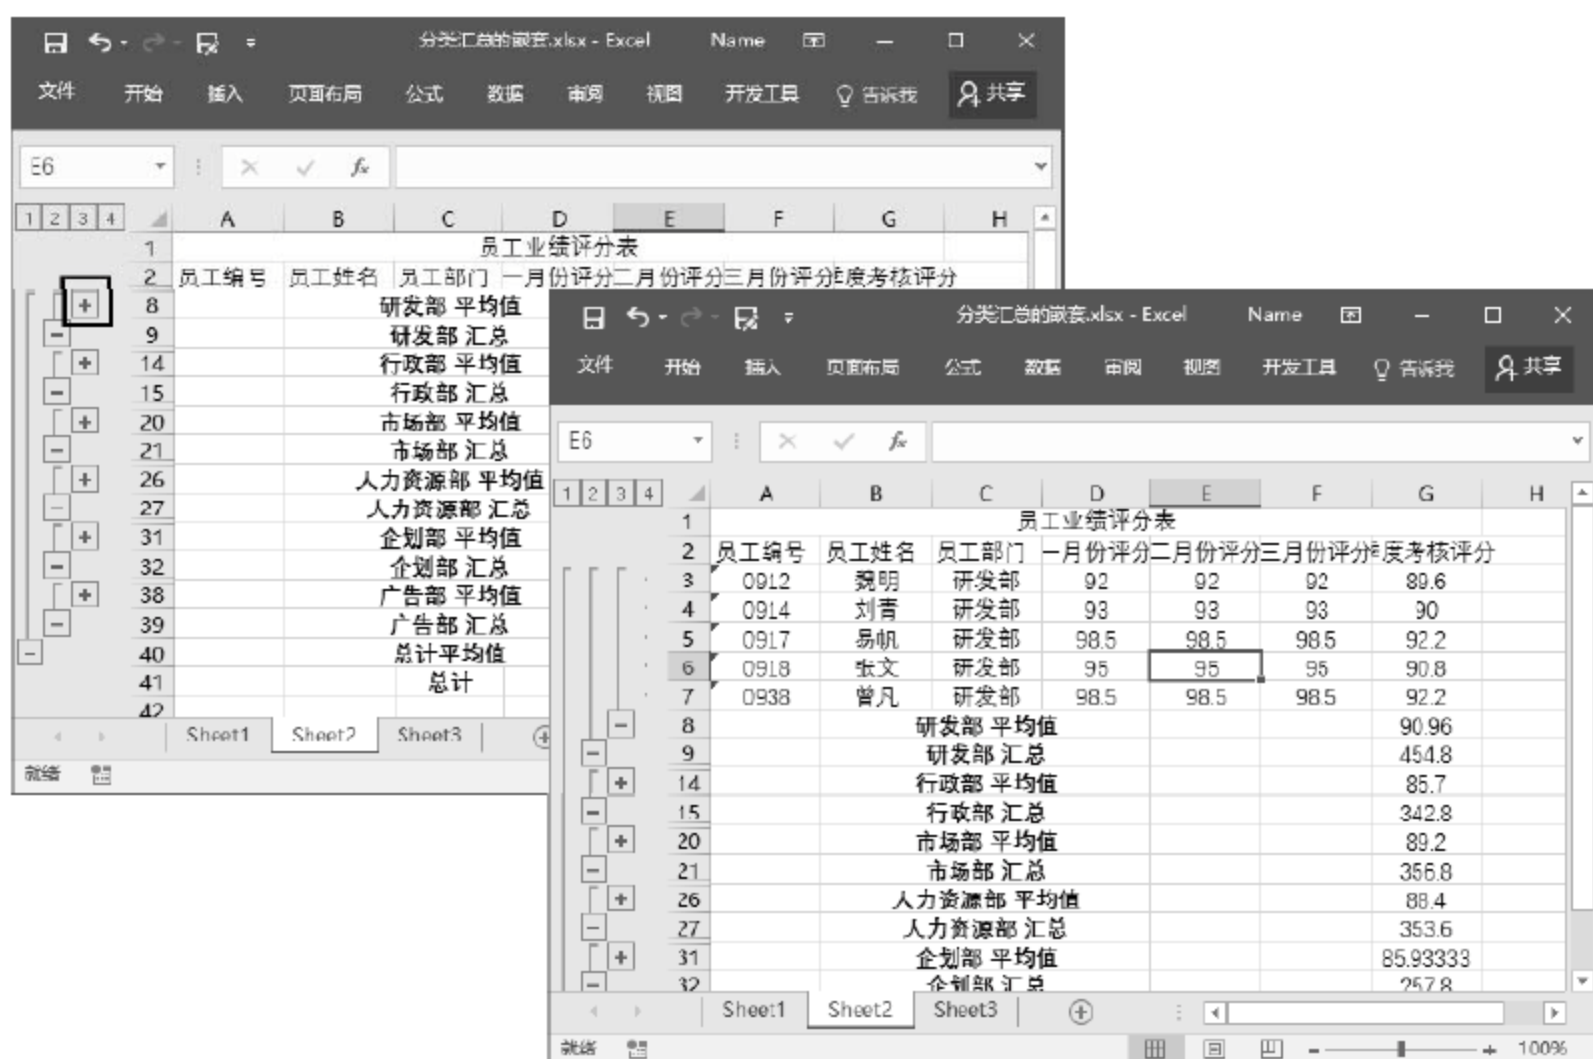 分类汇总的嵌套.xlsx - Excel Name
文件 开始 插入 页面布局 公式 数据 审阅 视图 开发工具 告诉我 共享
E6 fx
1 2 3 4 A B C D E F G H
1 员工业绩评分表
2 员工编号 员工姓名 员工部门 一月份评分二月份评分三月份评分度考核评分
8 研发部 平均值
9 研发部 汇总
14 行政部 平均值
15 行政部 汇总
20 市场部 平均值
21 市场部 汇总
26 人力资源部 平均值
27 人力资源部 汇总
31 企划部 平均值
32 企划部 汇总
38 广告部 平均值
39 广告部 汇总
40 总计平均值
41 总计
42
Sheet1 Sheet2 Sheet3
就绪
分类汇总的嵌套.xlsx - Excel Name
文件 开始 插入 页面布局 公式 数据 审阅 视图 开发工具 告诉我 共享
E6 fx
1 2 3 4 A B C D E F G H
1 员工业绩评分表
2 员工编号 员工姓名 员工部门 一月份评分二月份评分三月份评分度考核评分
3 0912 魏明 研发部 92 92 92 89.6
4 0914 刘青 研发部 93 93 93 90
5 0917 易帆 研发部 98.5 98.5 98.5 92.2
6 0918 张文 研发部 95 95 95 90.8
7 0938 曾凡 研发部 98.5 98.5 98.5 92.2
8 研发部 平均值 90.96
9 研发部 汇总 454.8
14 行政部 平均值 85.7
15 行政部 汇总 342.8
20 市场部 平均值 89.2
21 市场部 汇总 356.8
26 人力资源部 平均值 88.4
27 人力资源部 汇总 353.6
31 企划部 平均值 85.93333
32 企划部 汇总 257.8
Sheet1 Sheet2 Sheet3
就绪 100%